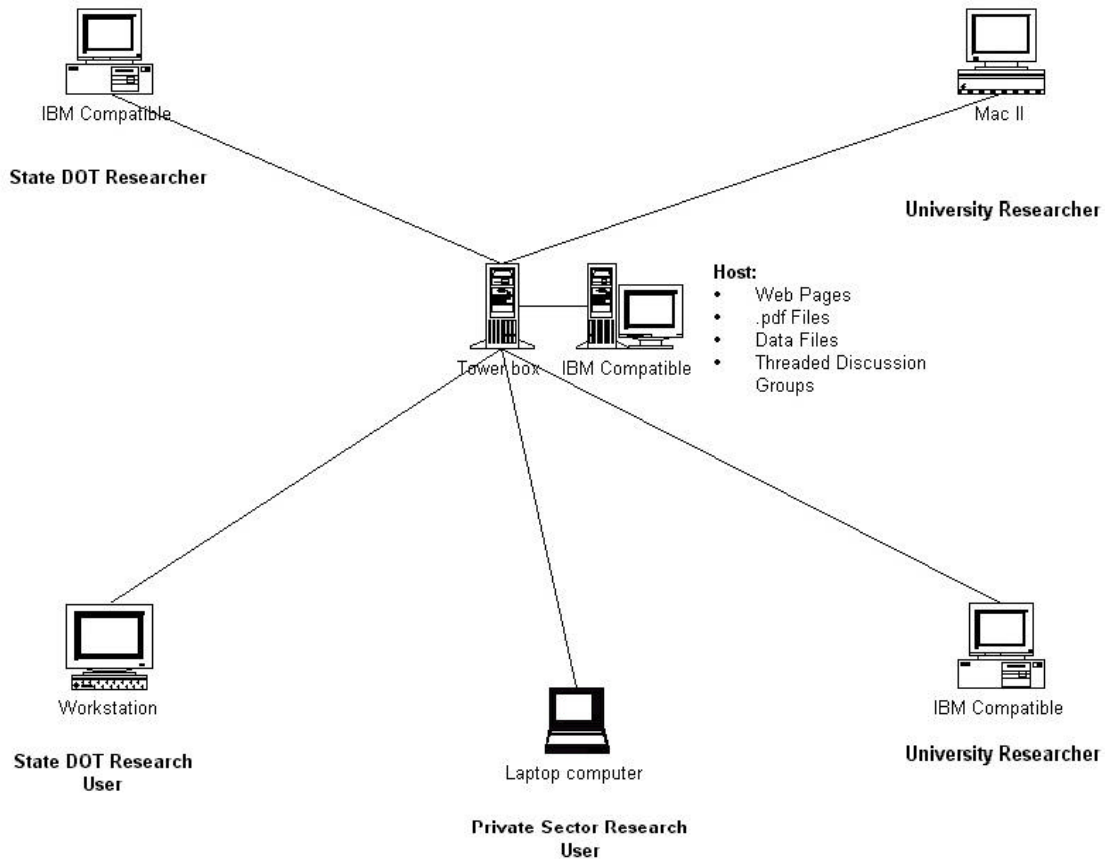 IBM Compatible
Mac II
State DOT Researcher
University Researcher
Host:
• Web Pages
• .pdf Files
• Data Files
• Threaded Discussion
Groups
Tower box
IBM Compatible
Workstation
State DOT Research
User
Laptop computer
Private Sector Research
User
IBM Compatible
University Researcher